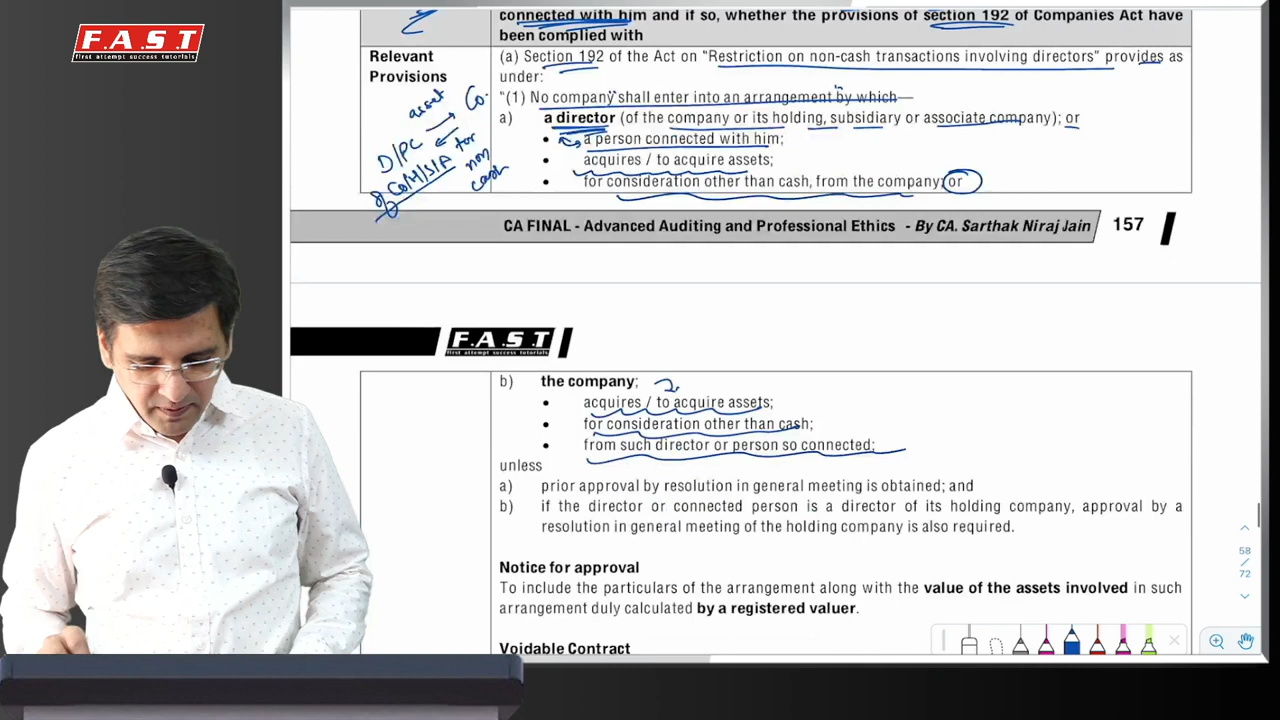 F.A.S.T
first attempt success tutorials
connected with him and if so, whether the provisions of section 192 of Companies Act have
been complied with
Relevant
Provisions
(a) Section 192 of the Act on "Restriction on non-cash transactions involving directors" provides as
under:
"(1) No company shall enter into an arrangement by which—
a) a director (of the company or its holding, subsidiary or associate company); or
• a person connected with him;
• acquires / to acquire assets;
• for consideration other than cash, from the company; or
asset Co.
D/PC
for
non
cash
of Co/H/S/A
CA FINAL - Advanced Auditing and Professional Ethics - By CA. Sarthak Niraj Jain 157
F.A.S.T
first attempt success tutorials
b) the company;
• acquires / to acquire assets;
• for consideration other than cash;
• from such director or person so connected;
unless
a) prior approval by resolution in general meeting is obtained; and
b) if the director or connected person is a director of its holding company, approval by a
resolution in general meeting of the holding company is also required.
Notice for approval
To include the particulars of the arrangement along with the value of the assets involved in such
arrangement duly calculated by a registered valuer.
Voidable Contract
58
/
72